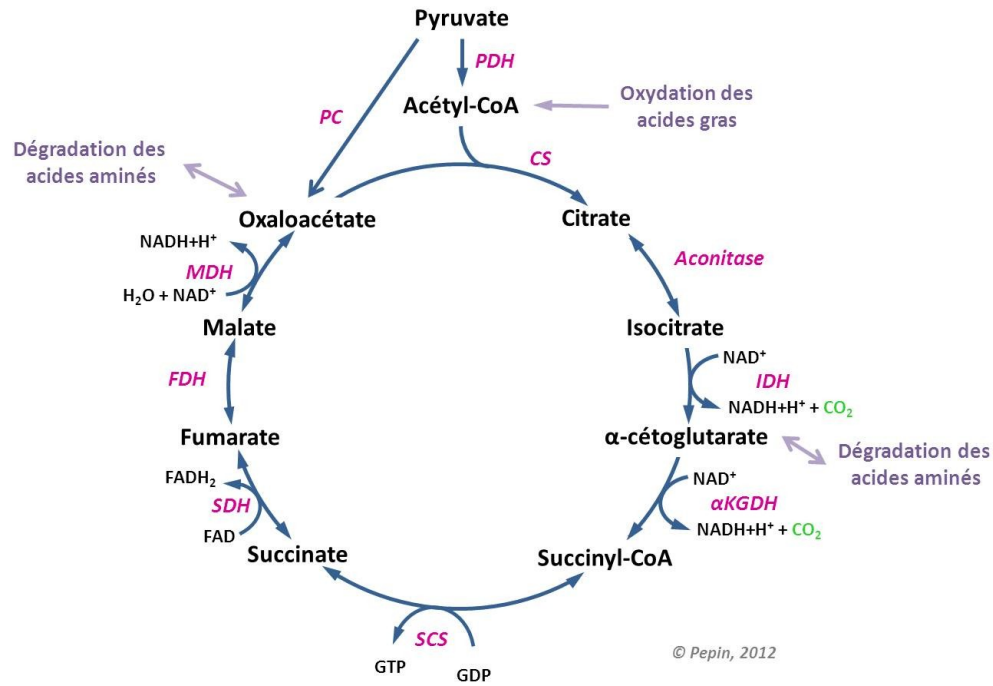 Pyruvate
PDH
Acétyl-CoA
Oxydation des
acides gras
PC
CS
Dégradation des
acides aminés
Oxaloacétate
Citrate
NADH+H⁺
MDH
H₂O + NAD⁺
Aconitase
Malate
Isocitrate
NAD⁺
IDH
NADH+H⁺ + CO₂
FDH
Fumarate
α-cétoglutarate
Dégradation des
acides aminés
FADH₂
SDH
FAD
NAD⁺
αKGDH
NADH+H⁺ + CO₂
Succinate
Succinyl-CoA
SCS
GTP
GDP
© Pepin, 2012